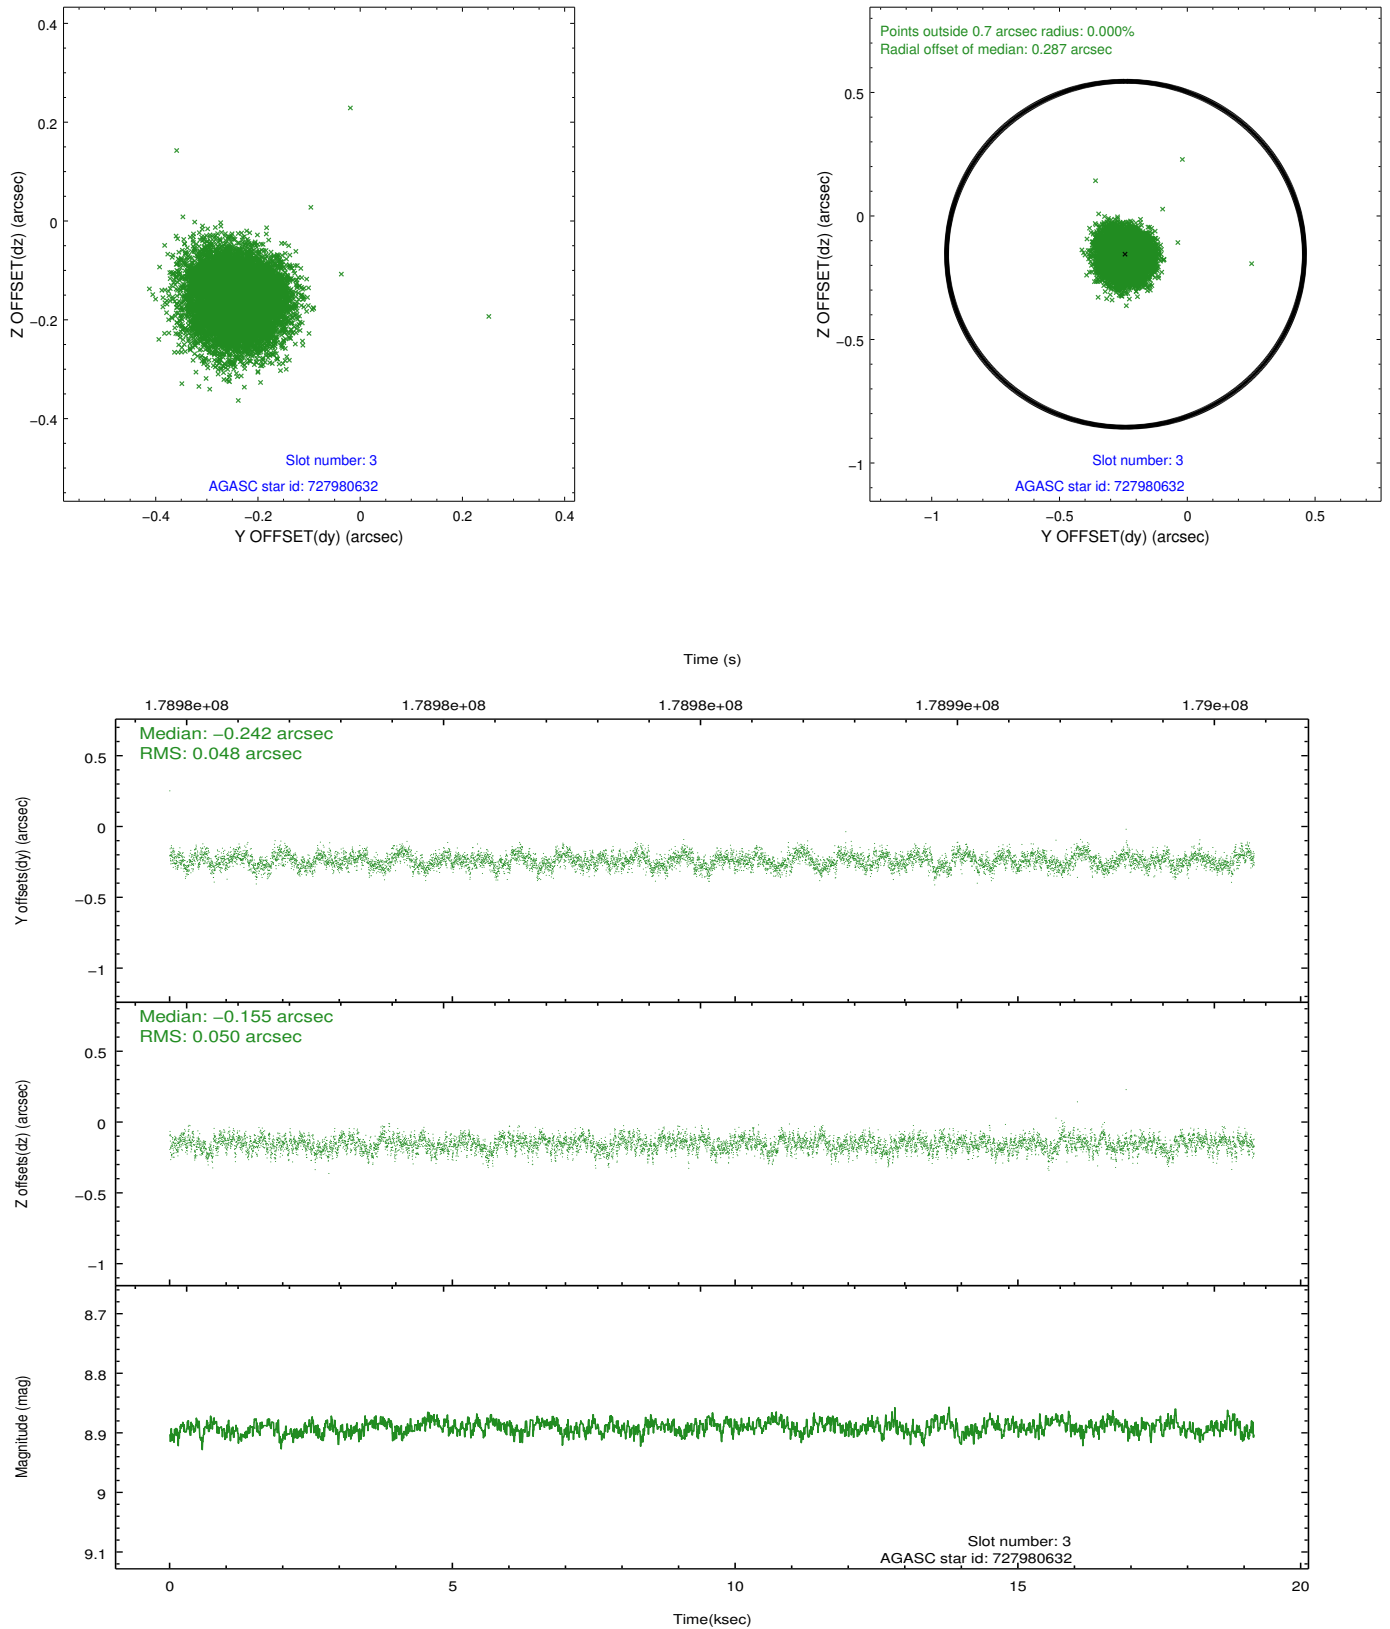 0.4
0.2
0
−0.2
−0.4
Z OFFSET(dz) (arcsec)
Slot number: 3
AGASC star id: 727980632
−0.4
−0.2
0
0.2
0.4
Y OFFSET(dy) (arcsec)
Points outside 0.7 arcsec radius: 0.000%
Radial offset of median: 0.287 arcsec
0.5
0
−0.5
−1
Z OFFSET(dz) (arcsec)
Slot number: 3
AGASC star id: 727980632
−1
−0.5
0
0.5
Y OFFSET(dy) (arcsec)
Time (s)
1.7898e+08
1.7898e+08
1.7898e+08
1.7899e+08
1.79e+08
Median: −0.242 arcsec
RMS: 0.048 arcsec
0.5
0
−0.5
−1
Y offsets(dy) (arcsec)
Median: −0.155 arcsec
RMS: 0.050 arcsec
0.5
0
−0.5
−1
Z offsets(dz) (arcsec)
8.7
8.8
8.9
9
9.1
Magnitude (mag)
Slot number: 3
AGASC star id: 727980632
0
5
10
15
20
Time(ksec)